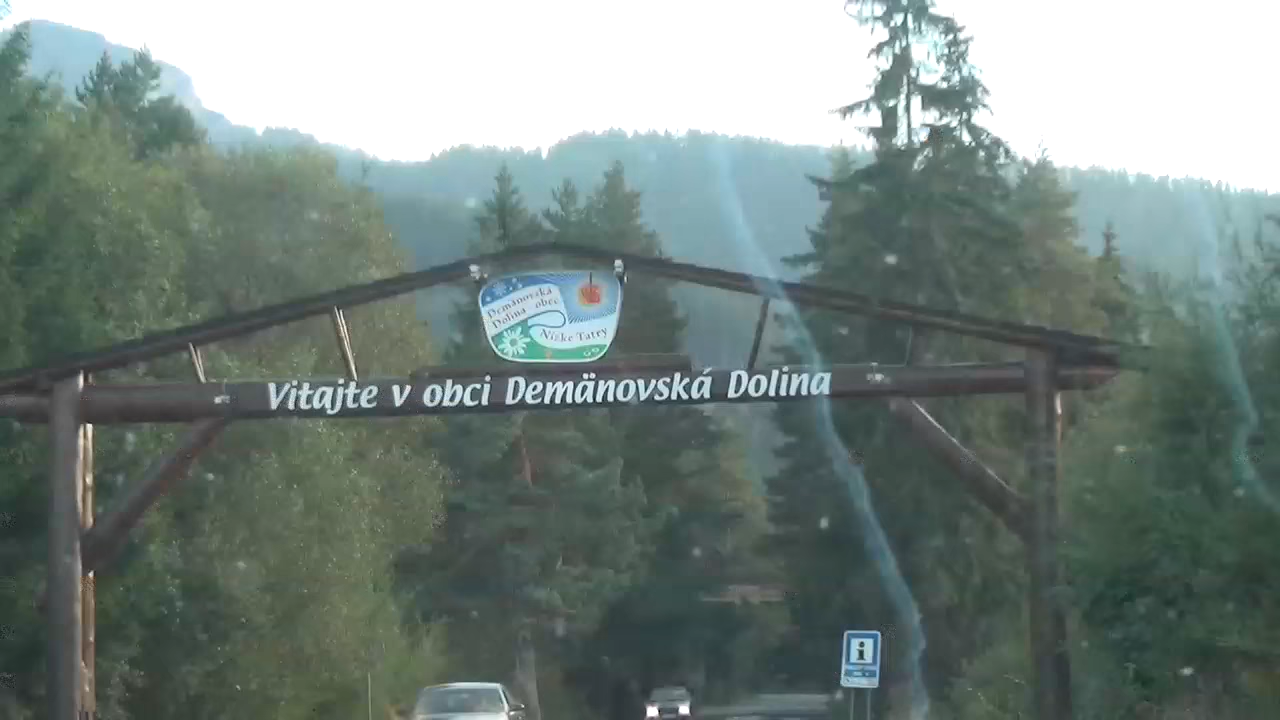 Demänovská
Dolina obec
Nízke Tatry
Vitajte v obci Demänovská Dolina
i